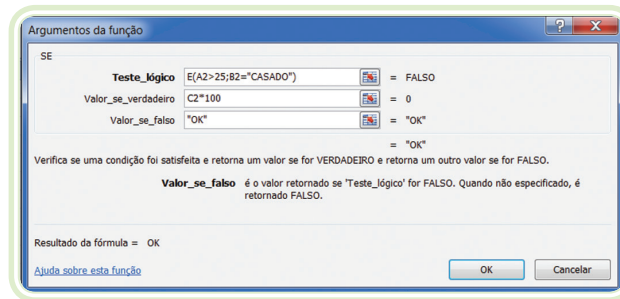 Argumentos da função
SE
Teste_lógico E(A2>25;B2="CASADO") = FALSO
Valor_se_verdadeiro C2*100 = 0
Valor_se_falso "OK" = "OK"
= "OK"
Verifica se uma condição foi satisfeita e retorna um valor se for VERDADEIRO e retorna um outro valor se for FALSO.
Valor_se_falso é o valor retornado se 'Teste_lógico' for FALSO. Quando não especificado, é
retornado FALSO.
Resultado da fórmula = OK
Ajuda sobre esta função OK Cancelar